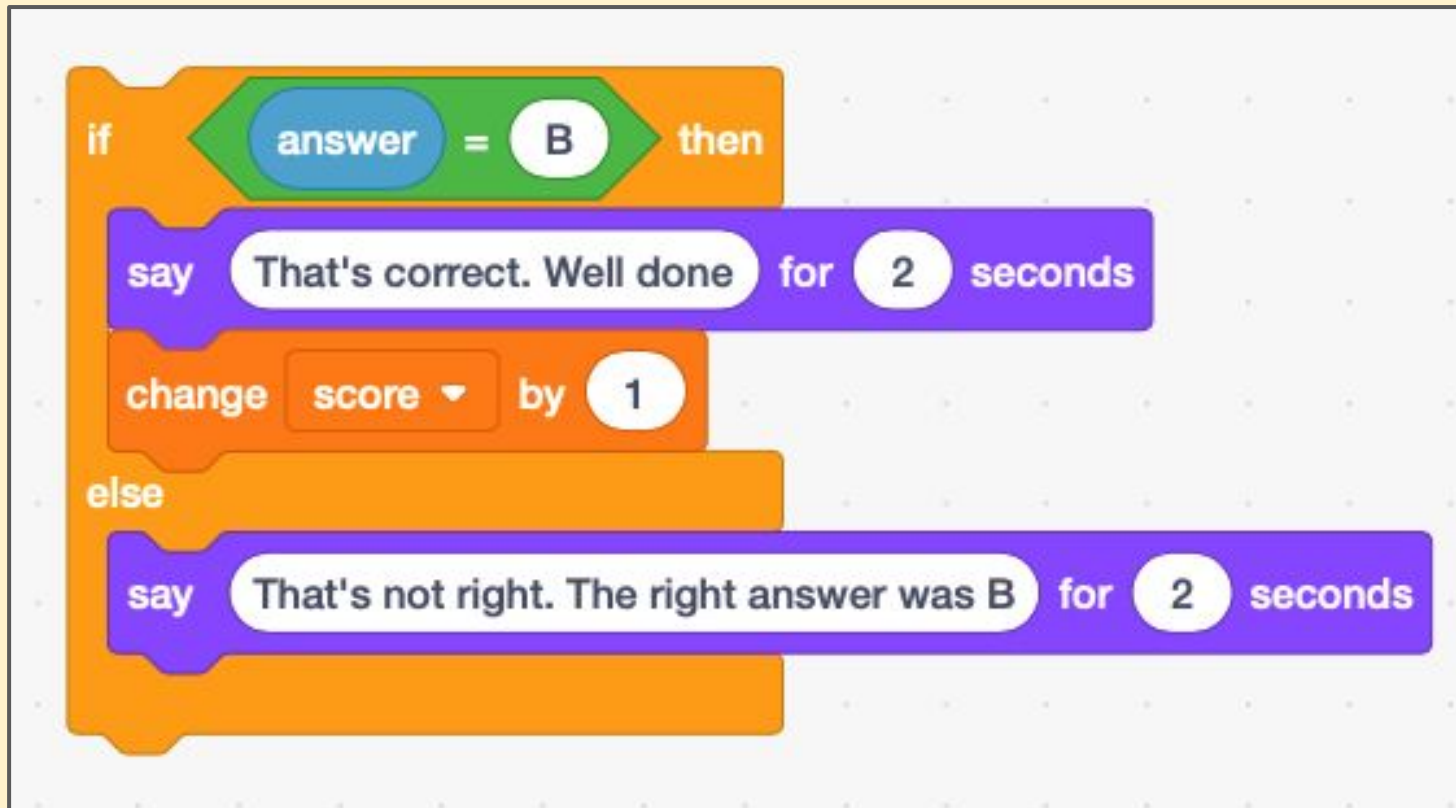 if answer = B then
say That's correct. Well done for 2 seconds
change score by 1
else
say That's not right. The right answer was B for 2 seconds